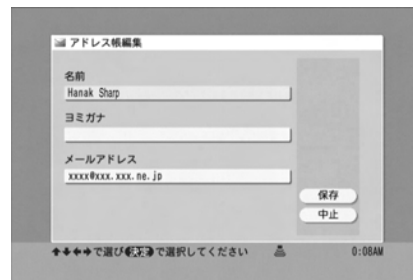 アドレス帳編集
名前
Hanak Sharp
ヨミガナ
メールアドレス
xxxx@xxx.xxx.ne.jp
保存
中止
で選び 決定 で選択してください
0:08AM